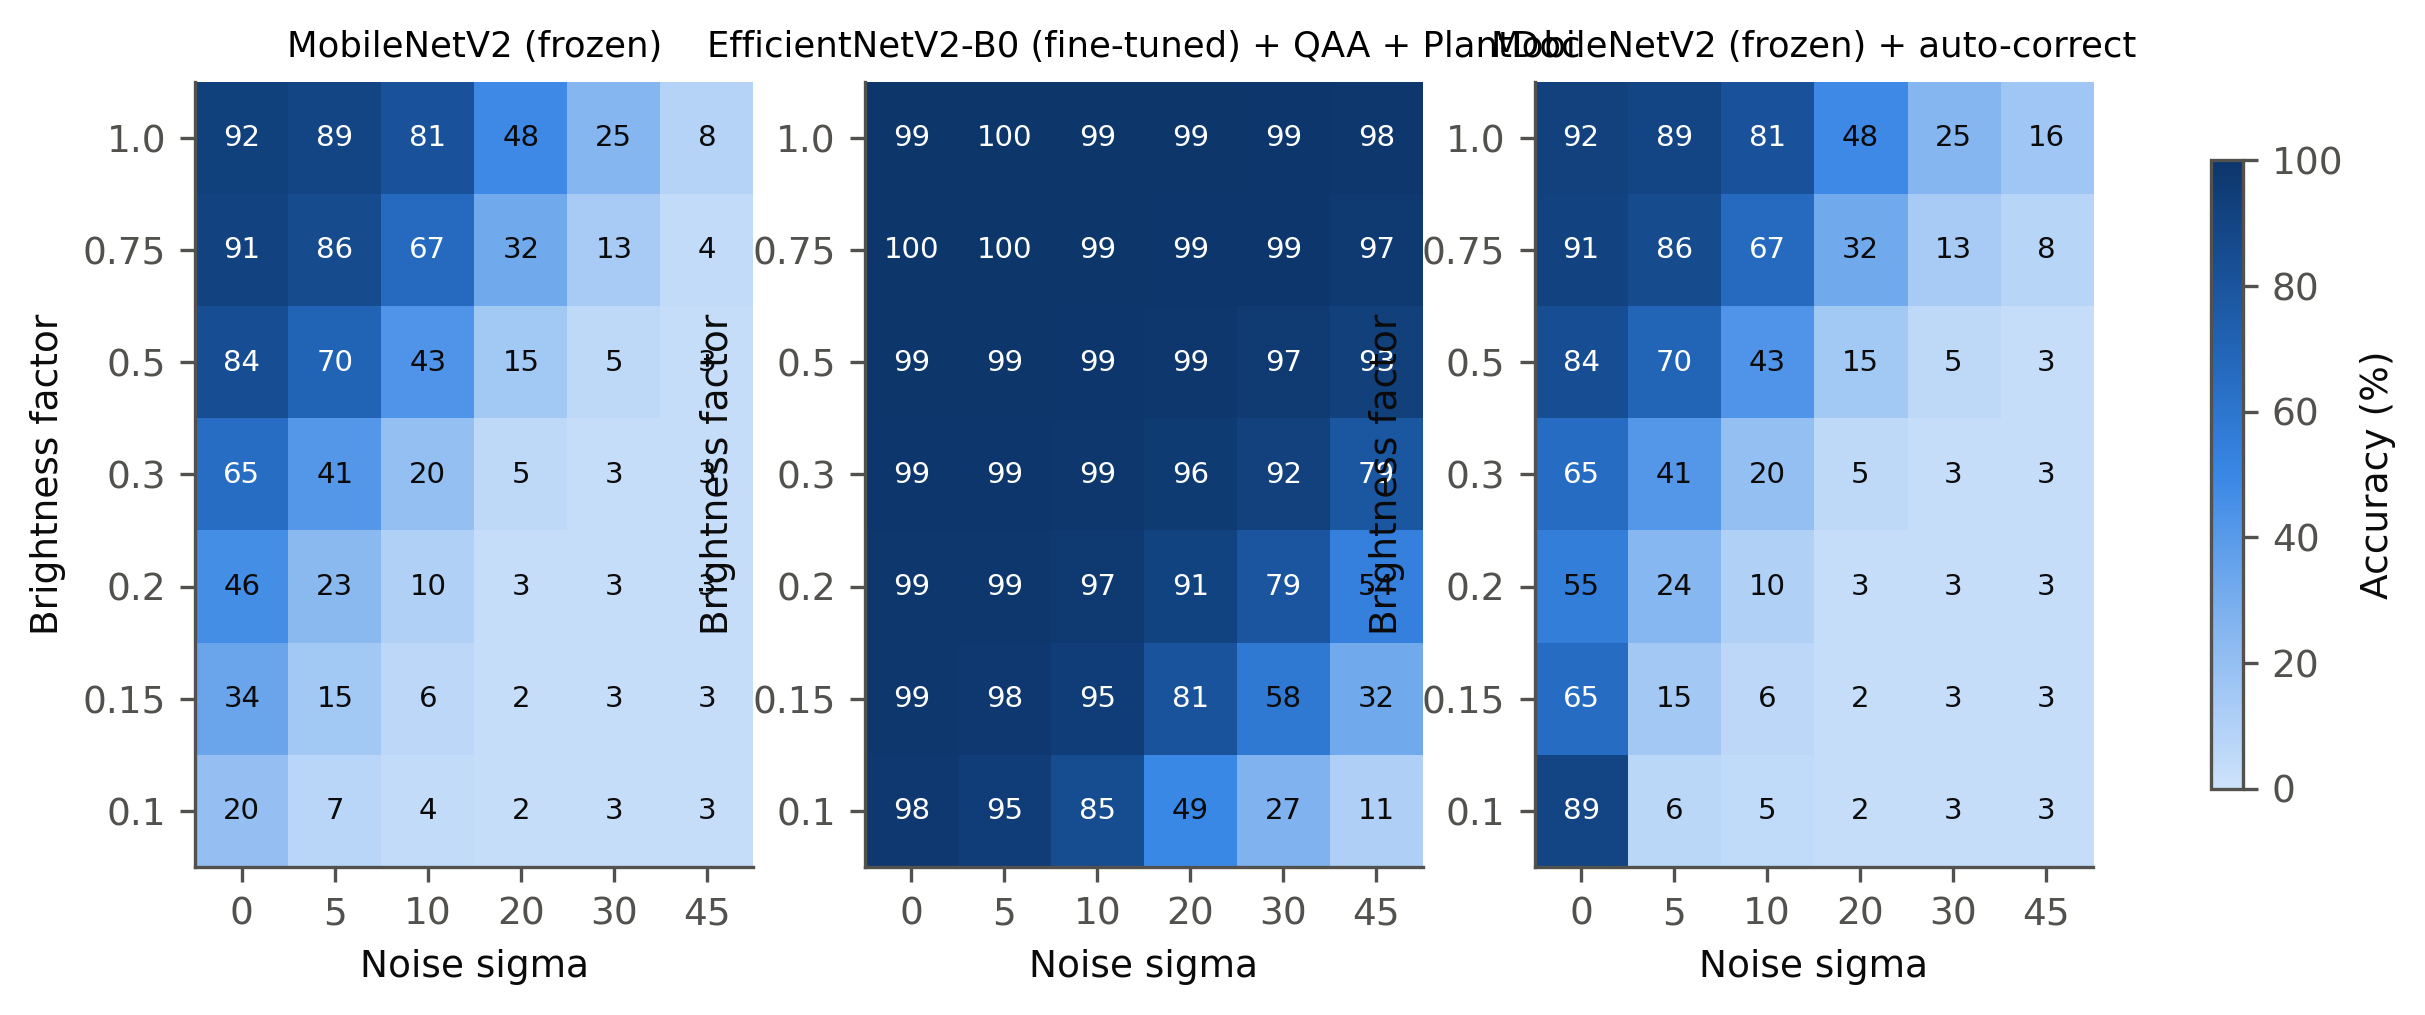 MobileNetV2 (frozen)
EfficientNetV2-B0 (fine-tuned) + QAA + PlantDoc
MobileNetV2 (frozen) + auto-correct
Brightness factor
1.0 92 89 81 48 25 8
0.75 91 86 67 32 13 4
0.5 84 70 43 15 5 3
0.3 65 41 20 5 3 3
0.2 46 23 10 3 3 3
0.15 34 15 6 2 3 3
0.1 20 7 4 2 3 3
0 5 10 20 30 45
Noise sigma
Brightness factor
1.0 99 100 99 99 99 98
0.75 100 100 99 99 99 97
0.5 99 99 99 99 97 93
0.3 99 99 99 96 92 79
0.2 99 99 97 91 79 54
0.15 99 98 95 81 58 32
0.1 98 95 85 49 27 11
0 5 10 20 30 45
Noise sigma
Brightness factor
1.0 92 89 81 48 25 16
0.75 91 86 67 32 13 8
0.5 84 70 43 15 5 3
0.3 65 41 20 5 3 3
0.2 55 24 10 3 3 3
0.15 65 15 6 2 3 3
0.1 89 6 5 2 3 3
0 5 10 20 30 45
Noise sigma
100
80
60
40
20
0
Accuracy (%)